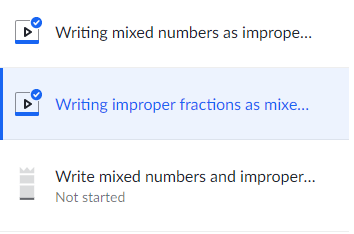 Writing mixed numbers as imprope...
Writing improper fractions as mixe...
Write mixed numbers and improper...
Not started